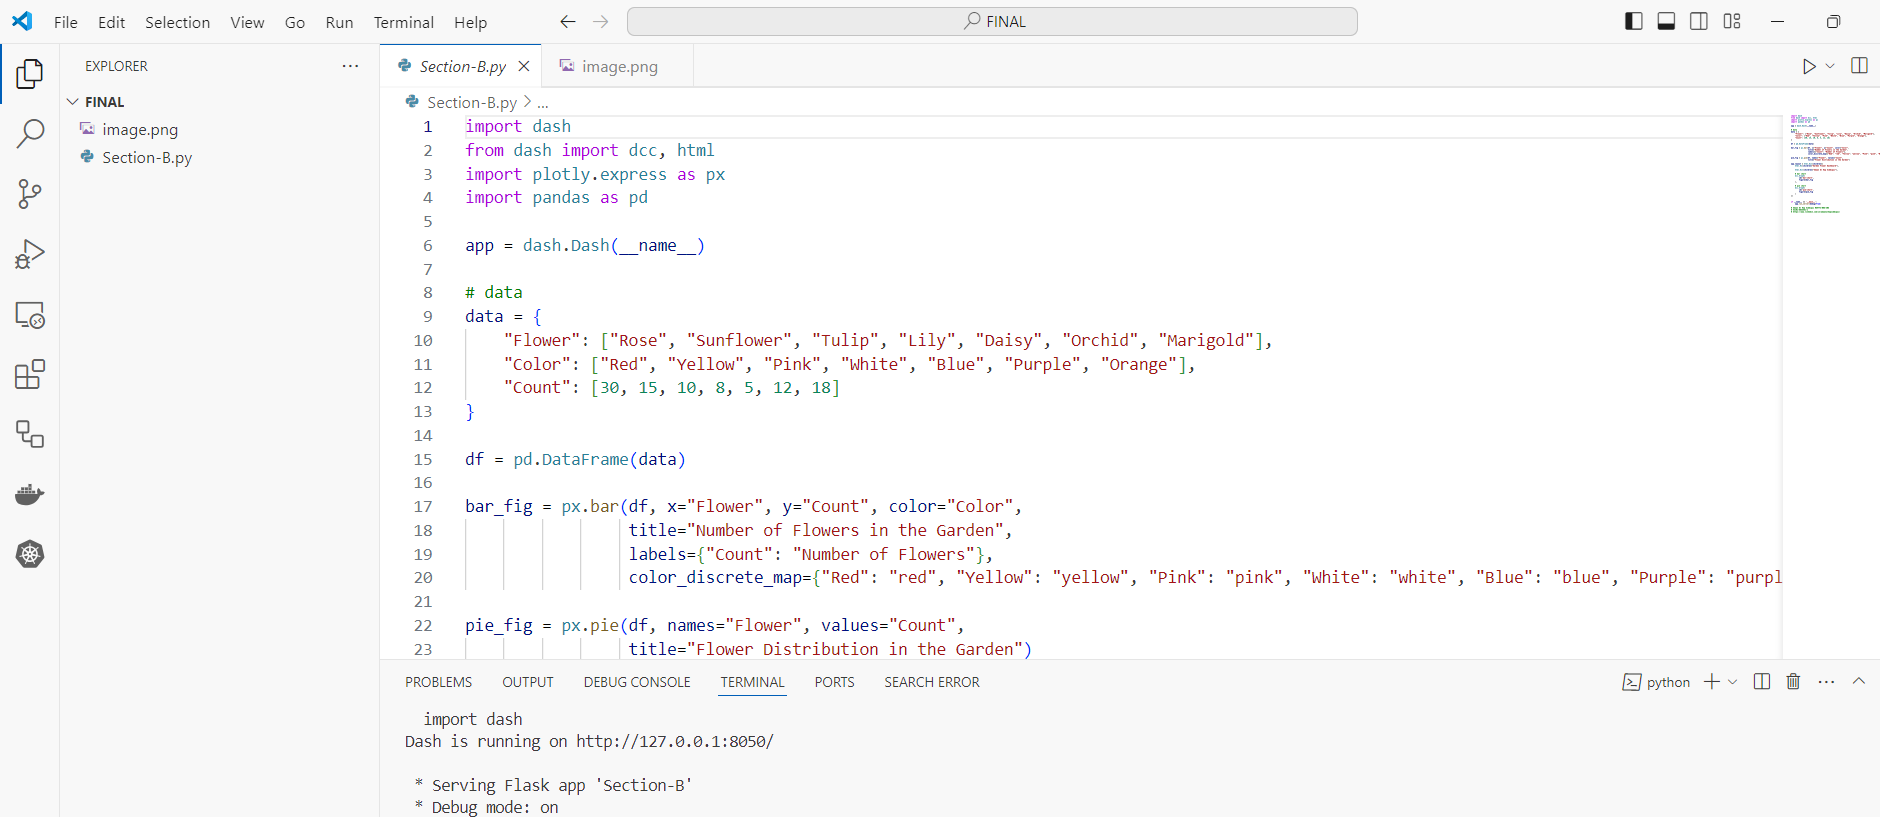 File Edit Selection View Go Run Terminal Help
FINAL
EXPLORER
FINAL
image.png
Section-B.py
Section-B.py image.png
Section-B.py > ...
1 import dash
2 from dash import dcc, html
3 import plotly.express as px
4 import pandas as pd
5
6 app = dash.Dash(__name__)
7
8 # data
9 data = {
10 "Flower": ["Rose", "Sunflower", "Tulip", "Lily", "Daisy", "Orchid", "Marigold"],
11 "Color": ["Red", "Yellow", "Pink", "White", "Blue", "Purple", "Orange"],
12 "Count": [30, 15, 10, 8, 5, 12, 18]
13 }
14
15 df = pd.DataFrame(data)
16
17 bar_fig = px.bar(df, x="Flower", y="Count", color="Color",
18 title="Number of Flowers in the Garden",
19 labels={"Count": "Number of Flowers"},
20 color_discrete_map={"Red": "red", "Yellow": "yellow", "Pink": "pink", "White": "white", "Blue": "blue", "Purple": "purpl
21
22 pie_fig = px.pie(df, names="Flower", values="Count",
23 title="Flower Distribution in the Garden")
PROBLEMS OUTPUT DEBUG CONSOLE TERMINAL PORTS SEARCH ERROR
python
import dash
Dash is running on http://127.0.0.1:8050/
* Serving Flask app 'Section-B'
* Debug mode: on